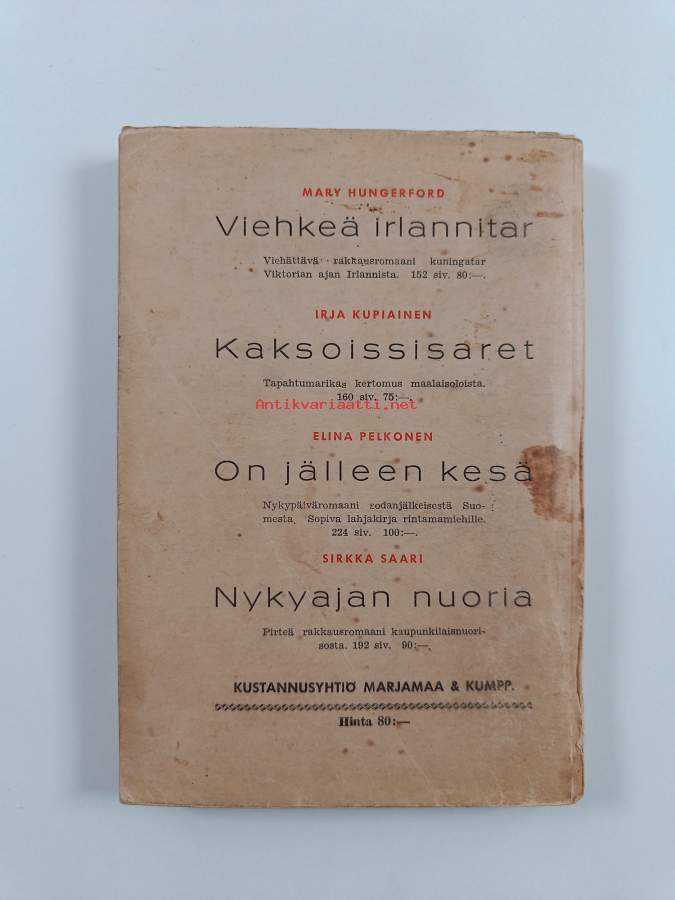 MARY HUNGERFORD
Viehkeä irlannitar
Viehättävä rakkausromaani kuningatar
Viktorian ajan Irlannista. 152 siv. 80:—.
IRJA KUPIAINEN
Kaksoissisaret
Tapahtumarikas kertomus maalaisoloista.
160 siv. 75:—.
Antikvariaatti.net
ELINA PELKONEN
On jälleen kesä
Nykypäiväromaani sodanjälkeisestä Suo-
mesta. Sopiva lahjakirja rintamamiehille.
224 siv. 100:—.
SIRKKA SAARI
Nykyajan nuoria
Pirteä rakkausromaani kaupunkilaisnuori-
sosta. 192 siv. 90:—.
KUSTANNUSYHTIÖ MARJAMAA & KUMPP.
Hinta 80:—